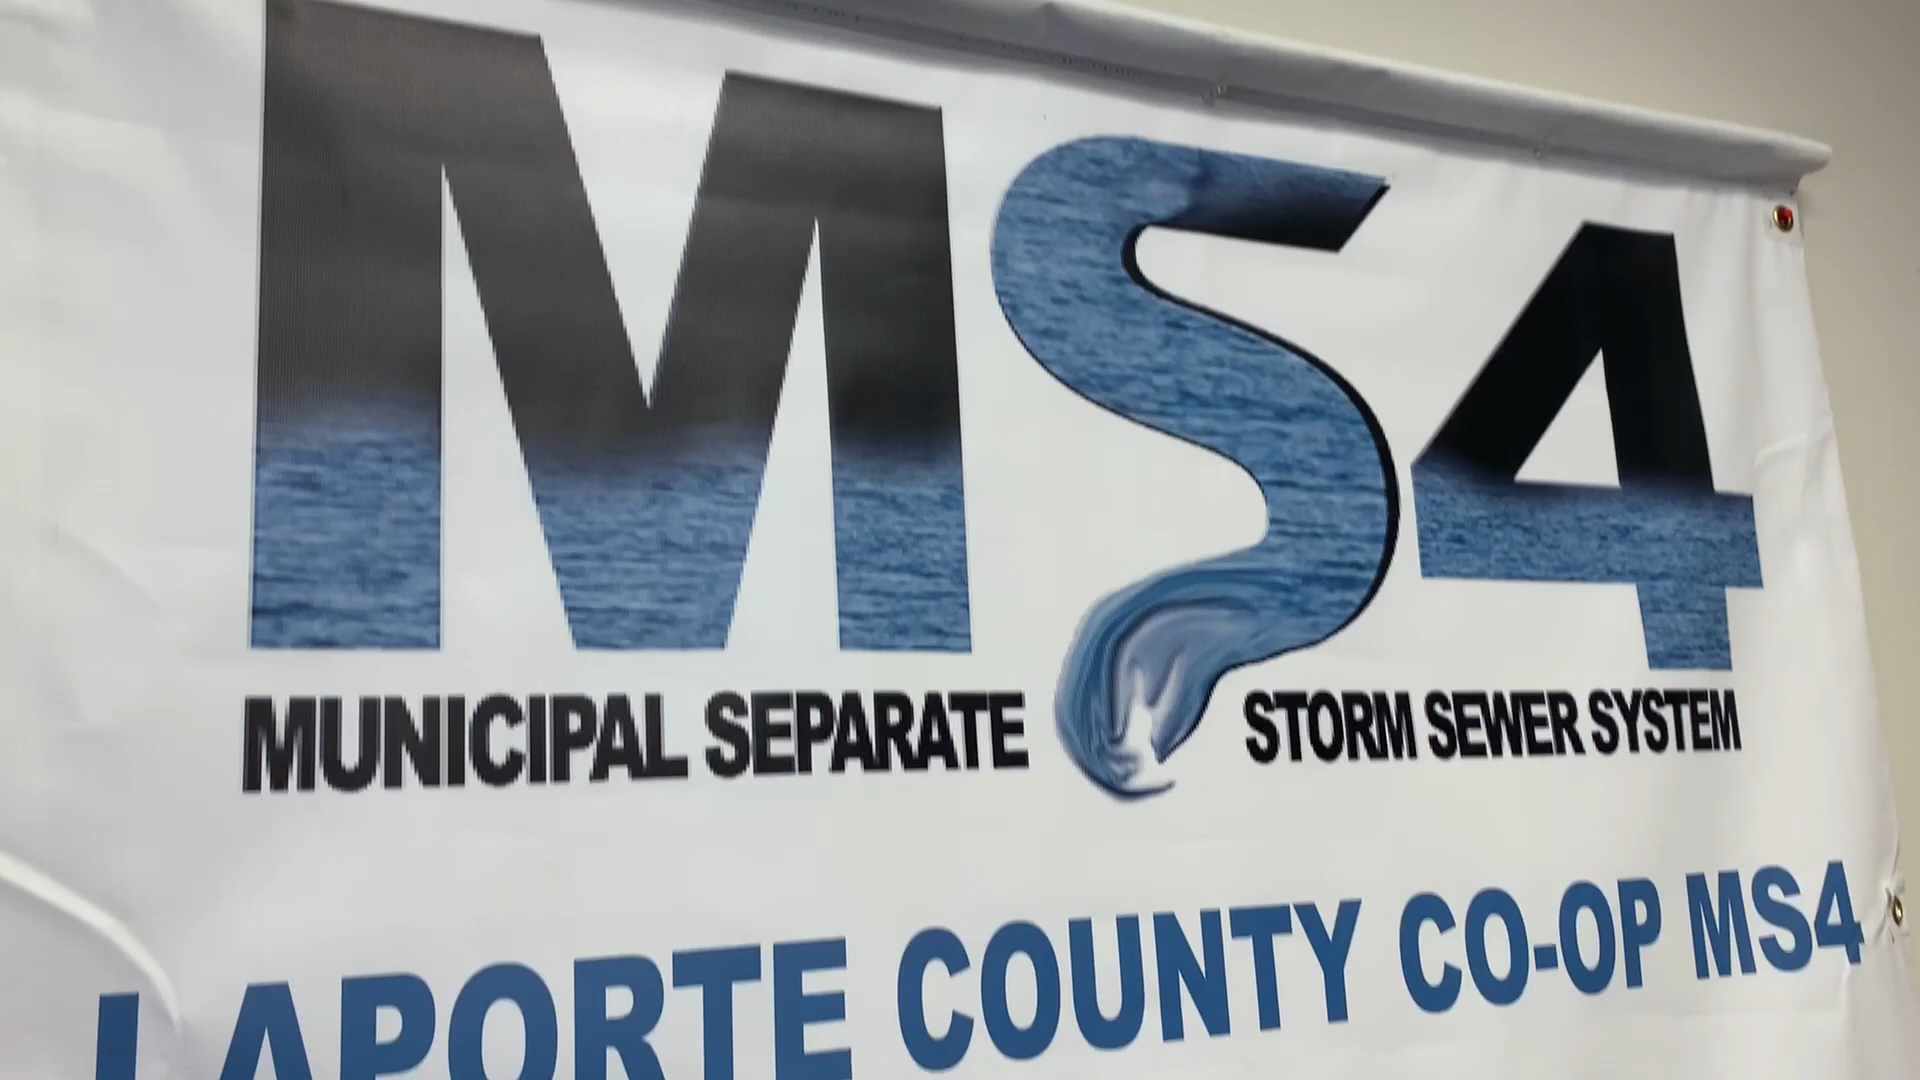 MS4
MUNICIPAL SEPARATE STORM SEWER SYSTEM
LAPORTE COUNTY CO-OP MS4